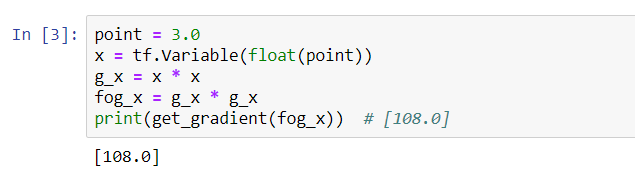 In [3]: point = 3.0
x = tf.Variable(float(point))
g_x = x * x
fog_x = g_x * g_x
print(get_gradient(fog_x))  # [108.0]
[108.0]